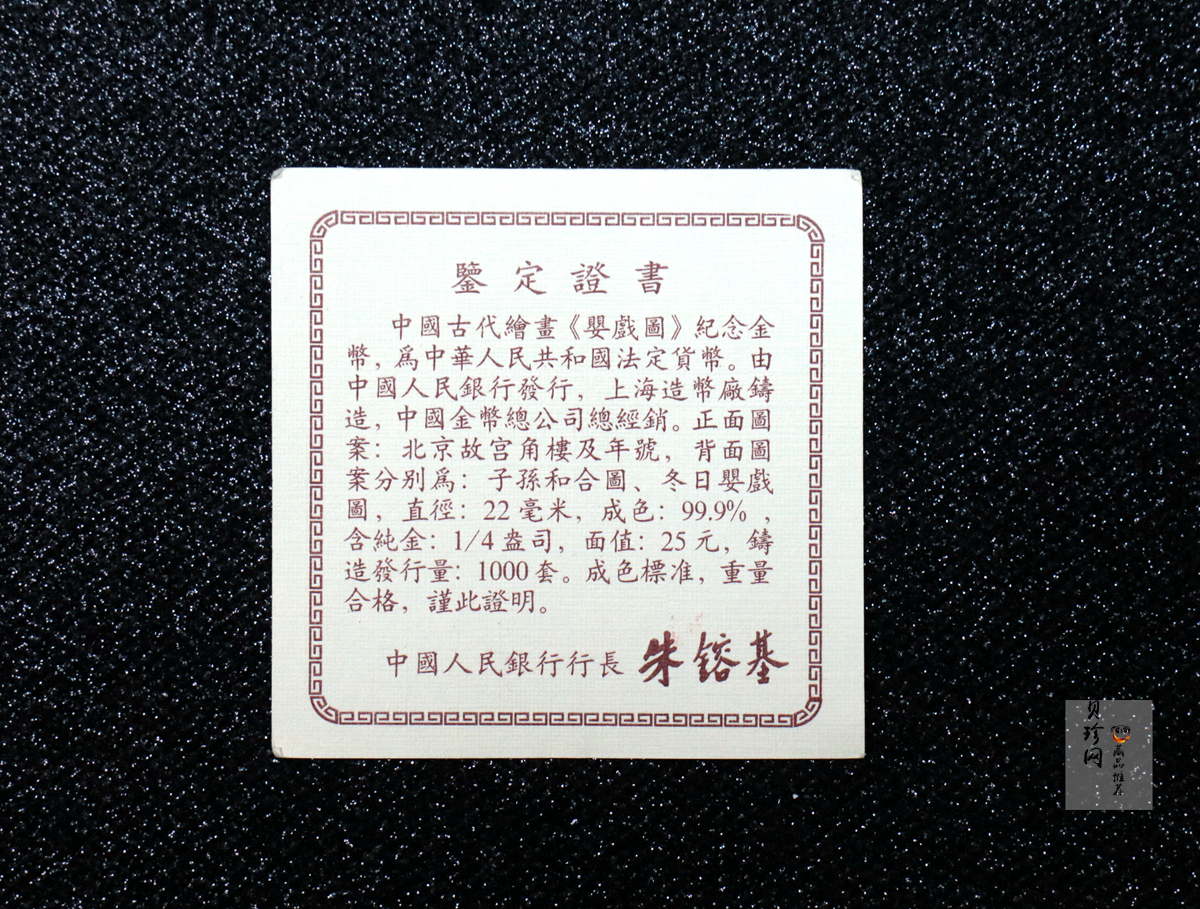 鑒定證書
中國古代繪畫《嬰戲圖》紀念金
幣，爲中華人民共和國法定貨幣。由
中國人民銀行發行，上海造幣廠鑄
造，中國金幣總公司總經銷。正面圖
案：北京故宫角樓及年號，背面圖
案分别爲：子孫和合圖、冬日嬰戲
圖，直徑：22毫米，成色：99.9%，
含純金：1/4盎司，面值：25元，鑄
造發行量：1000套。成色標准，重量
合格，謹此證明。
中國人民銀行行長 朱鎔基
贝珍网
藏品推荐